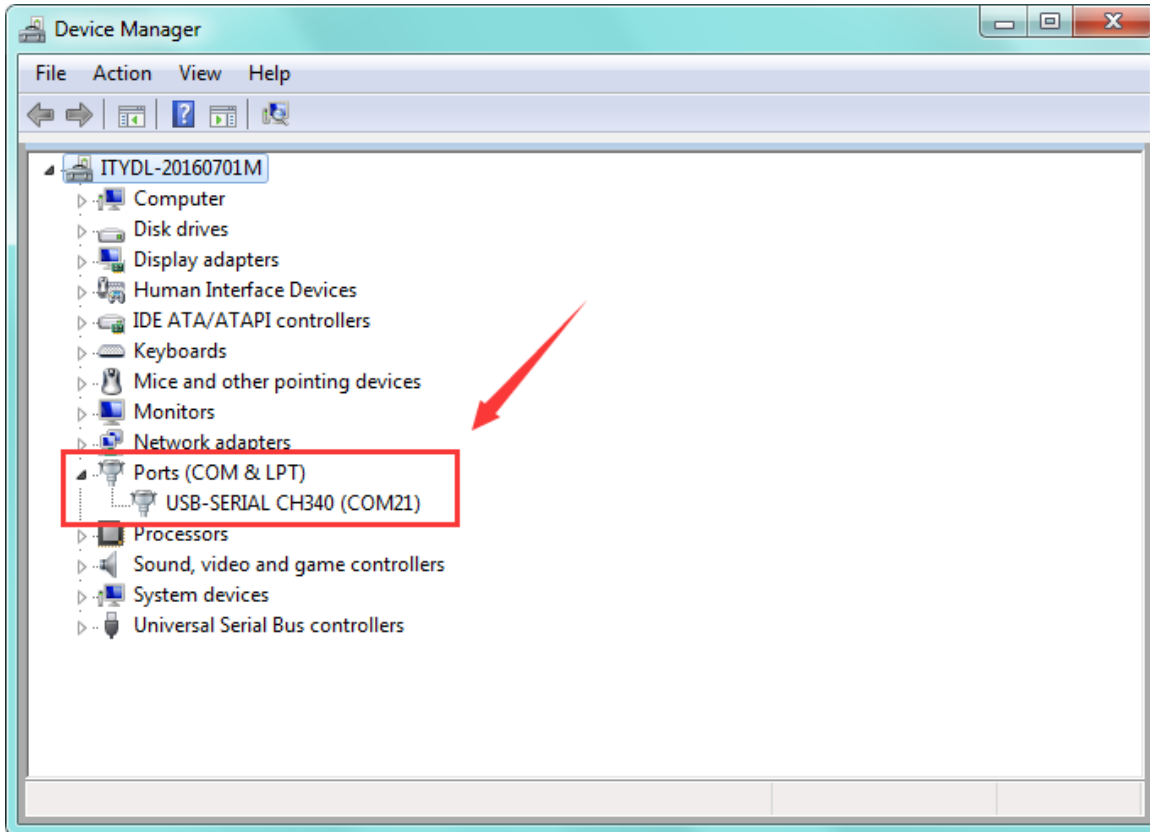 Device Manager
File Action View Help
ITYDL-20160701M
Computer
Disk drives
Display adapters
Human Interface Devices
IDE ATA/ATAPI controllers
Keyboards
Mice and other pointing devices
Monitors
Network adapters
Ports (COM & LPT)
USB-SERIAL CH340 (COM21)
Processors
Sound, video and game controllers
System devices
Universal Serial Bus controllers